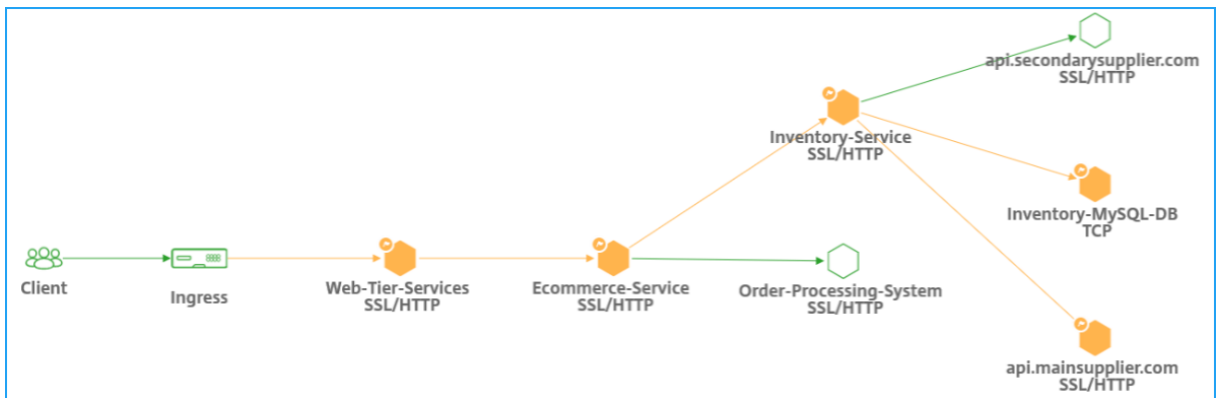 api.secondarysupplier.com
SSL/HTTP
Inventory-Service
SSL/HTTP
Inventory-MySQL-DB
TCP
Client
Ingress
Web-Tier-Services
SSL/HTTP
Ecommerce-Service
SSL/HTTP
Order-Processing-System
SSL/HTTP
api.mainsupplier.com
SSL/HTTP